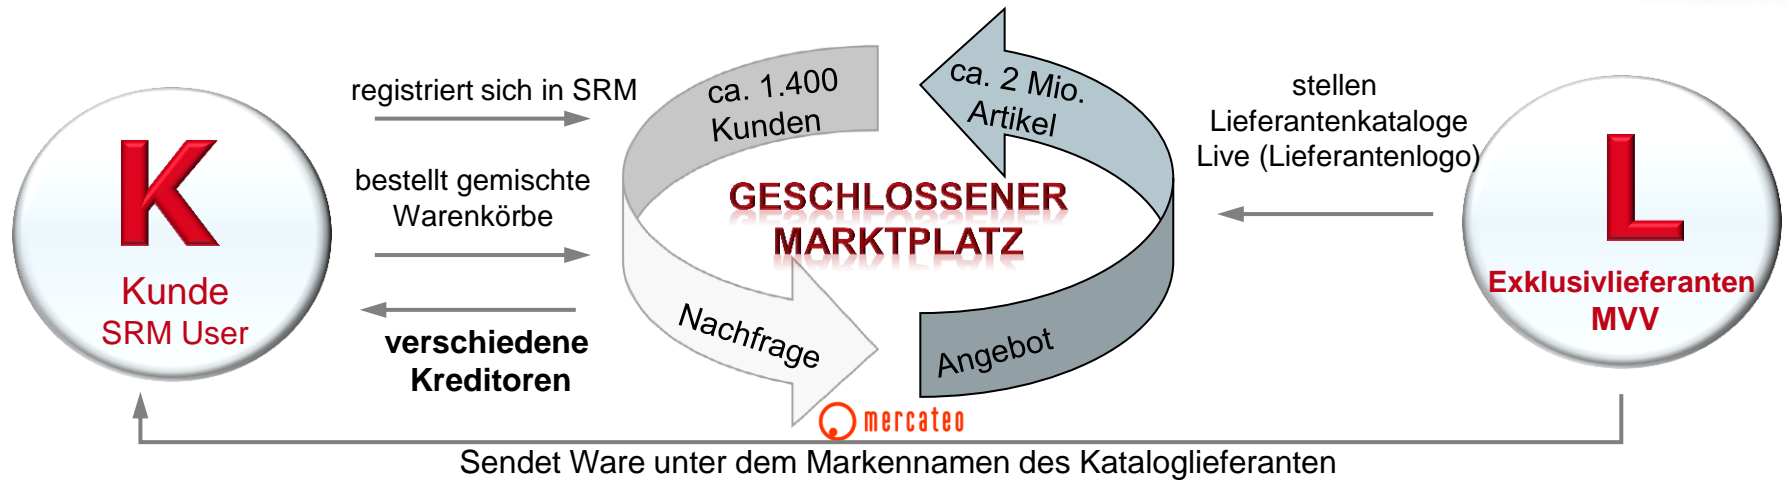 registriert sich in SRM
bestellt gemischte
Warenkörbe
verschiedene
Kreditoren
K
Kunde
SRM User
ca. 1.400
Kunden
ca. 2 Mio.
Artikel
GESCHLOSSENER
MARKTPLATZ
Nachfrage
Angebot
mercateo
stellen
Lieferantenkataloge
Live (Lieferantenlogo)
L
Exklusivlieferanten
MVV
Sendet Ware unter dem Markennamen des Kataloglieferanten